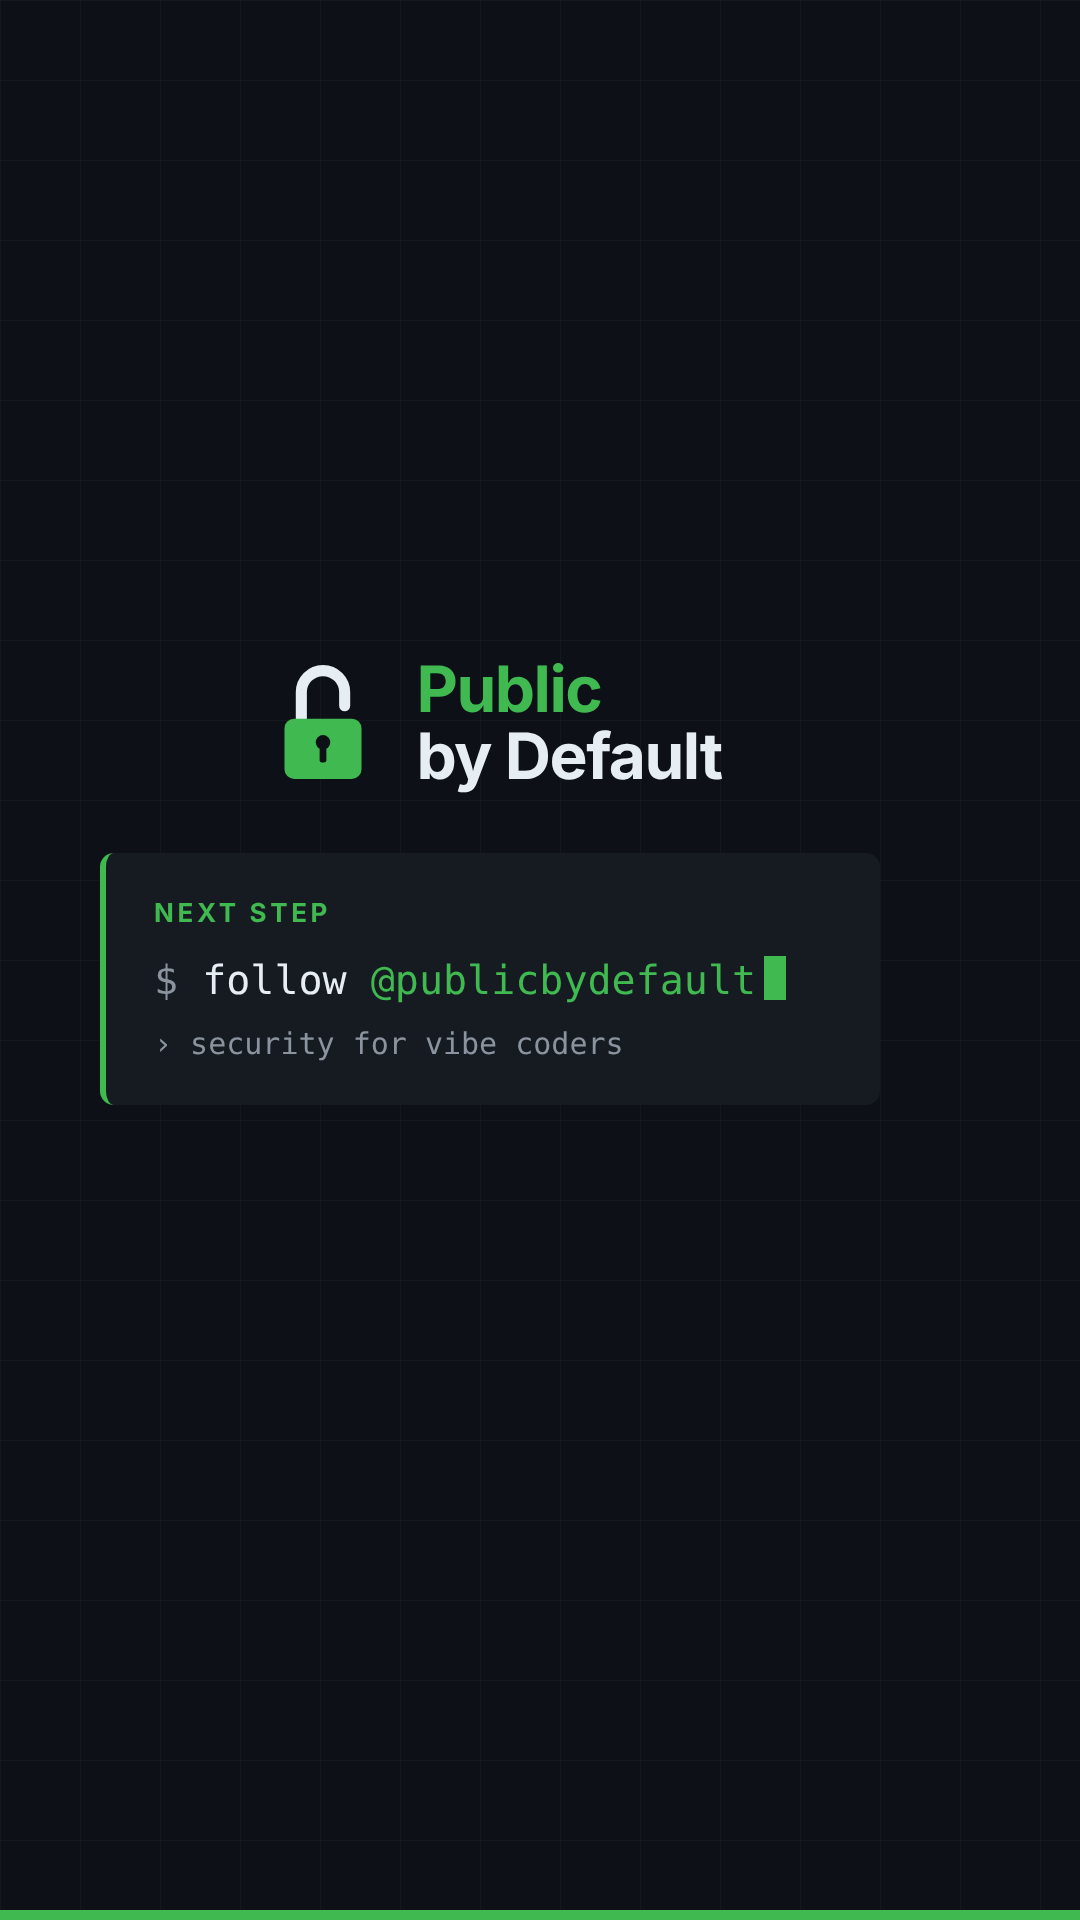 Public
by Default
NEXT STEP
$ follow @publicbydefault
› security for vibe coders